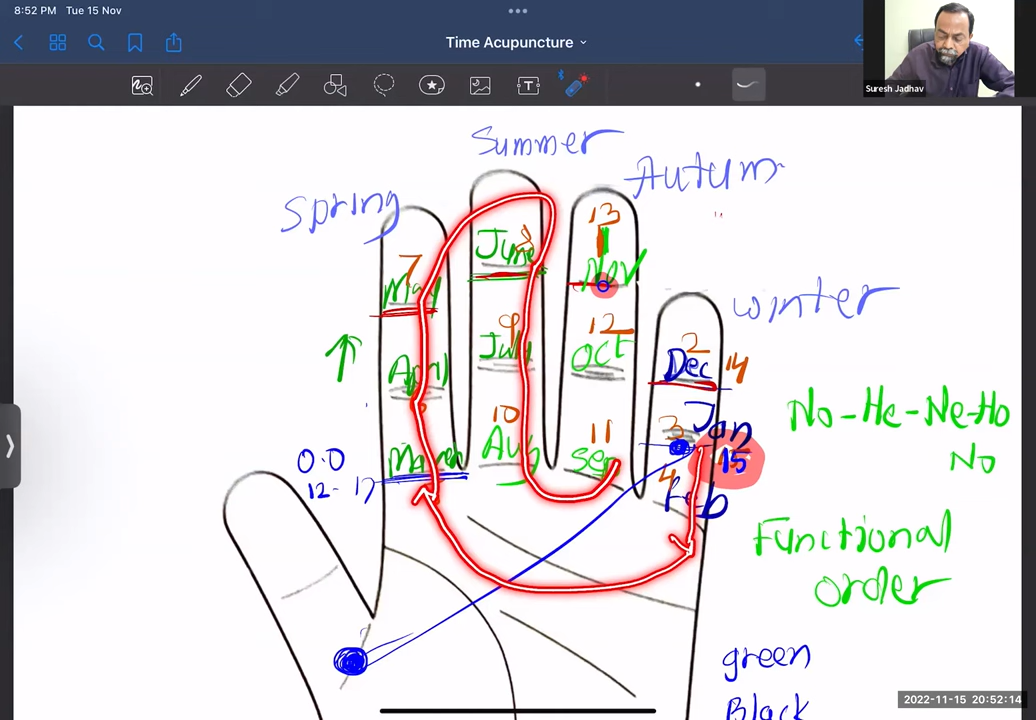 8:52 PM Tue 15 Nov
Time Acupuncture
Suresh Jadhav
Summer
Autum
Spring
winter
13
8
June
7
May
Nov
9
12
July
Oct
2
Dec
14
April
3
Jan
No-He-Ne-Ho
No
10
11
15
0.0
12-17
March
Aug
Sep
4
Feb
Functional
order
green
Black
2022-11-15 20:52:14